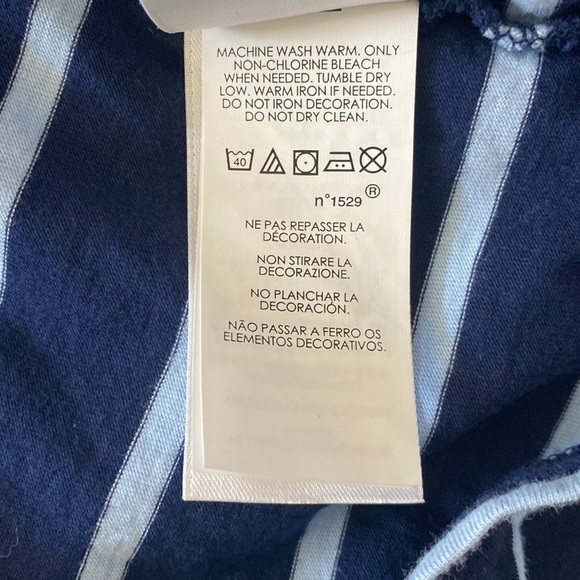 MACHINE WASH WARM. ONLY
NON-CHLORINE BLEACH
WHEN NEEDED. TUMBLE DRY
LOW. WARM IRON IF NEEDED.
DO NOT IRON DECORATION.
DO NOT DRY CLEAN.
40
n°1529 ®
NE PAS REPASSER LA
DÉCORATION.
NON STIRARE LA
DECORAZIONE.
NO PLANCHAR LA
DECORACIÓN.
NÃO PASSAR A FERRO OS
ELEMENTOS DECORATIVOS.